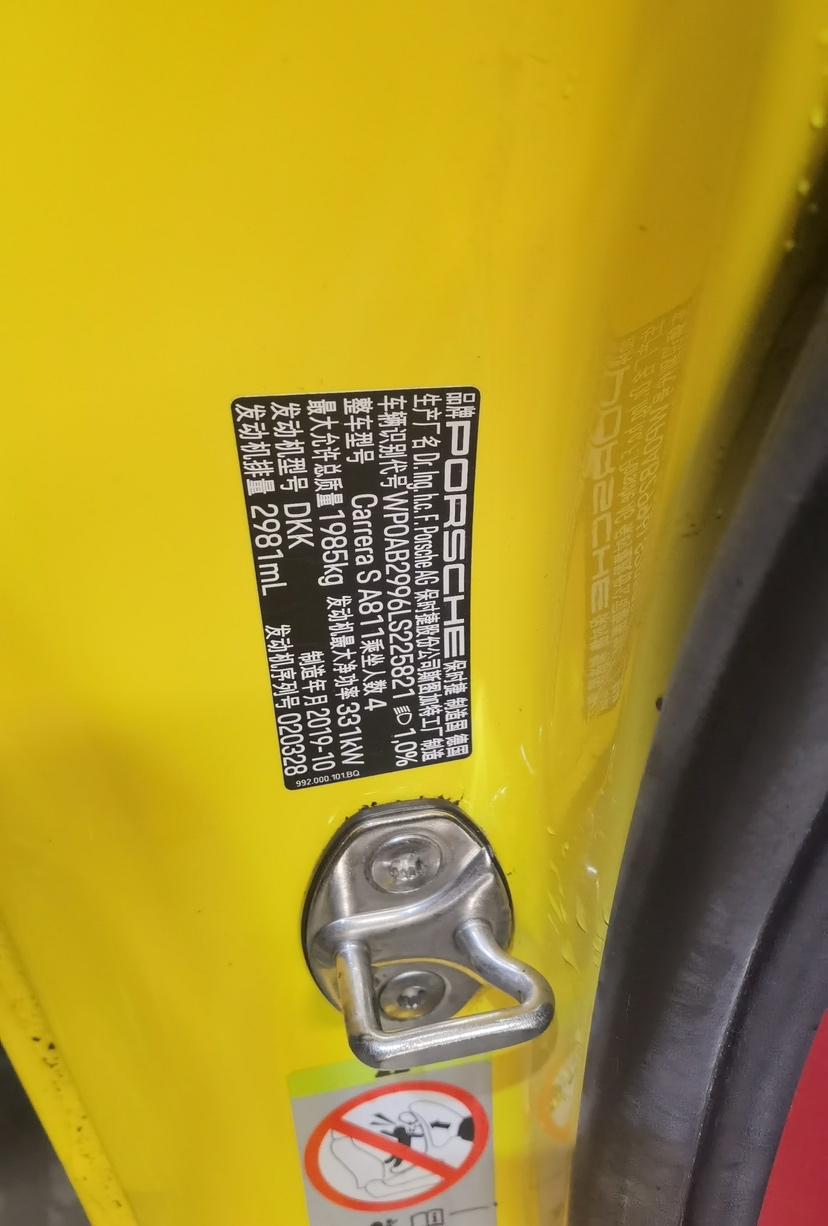 品牌 PORSCHE 保时捷 制造国 德国
生产厂名 Dr. Ing. h.c. F. Porsche AG 保时捷股份公司斯图加特工厂制造
车辆识别代号 WP0AB2996LS225821 1,0%
整车型号 Carrera S A811 乘坐人数 4
最大允许总质量 1985kg 发动机最大净功率 331kW
发动机型号 DKK 制造年月 2019-10
发动机排量 2981mL 发动机序列号 020328
992.000.101.BQ